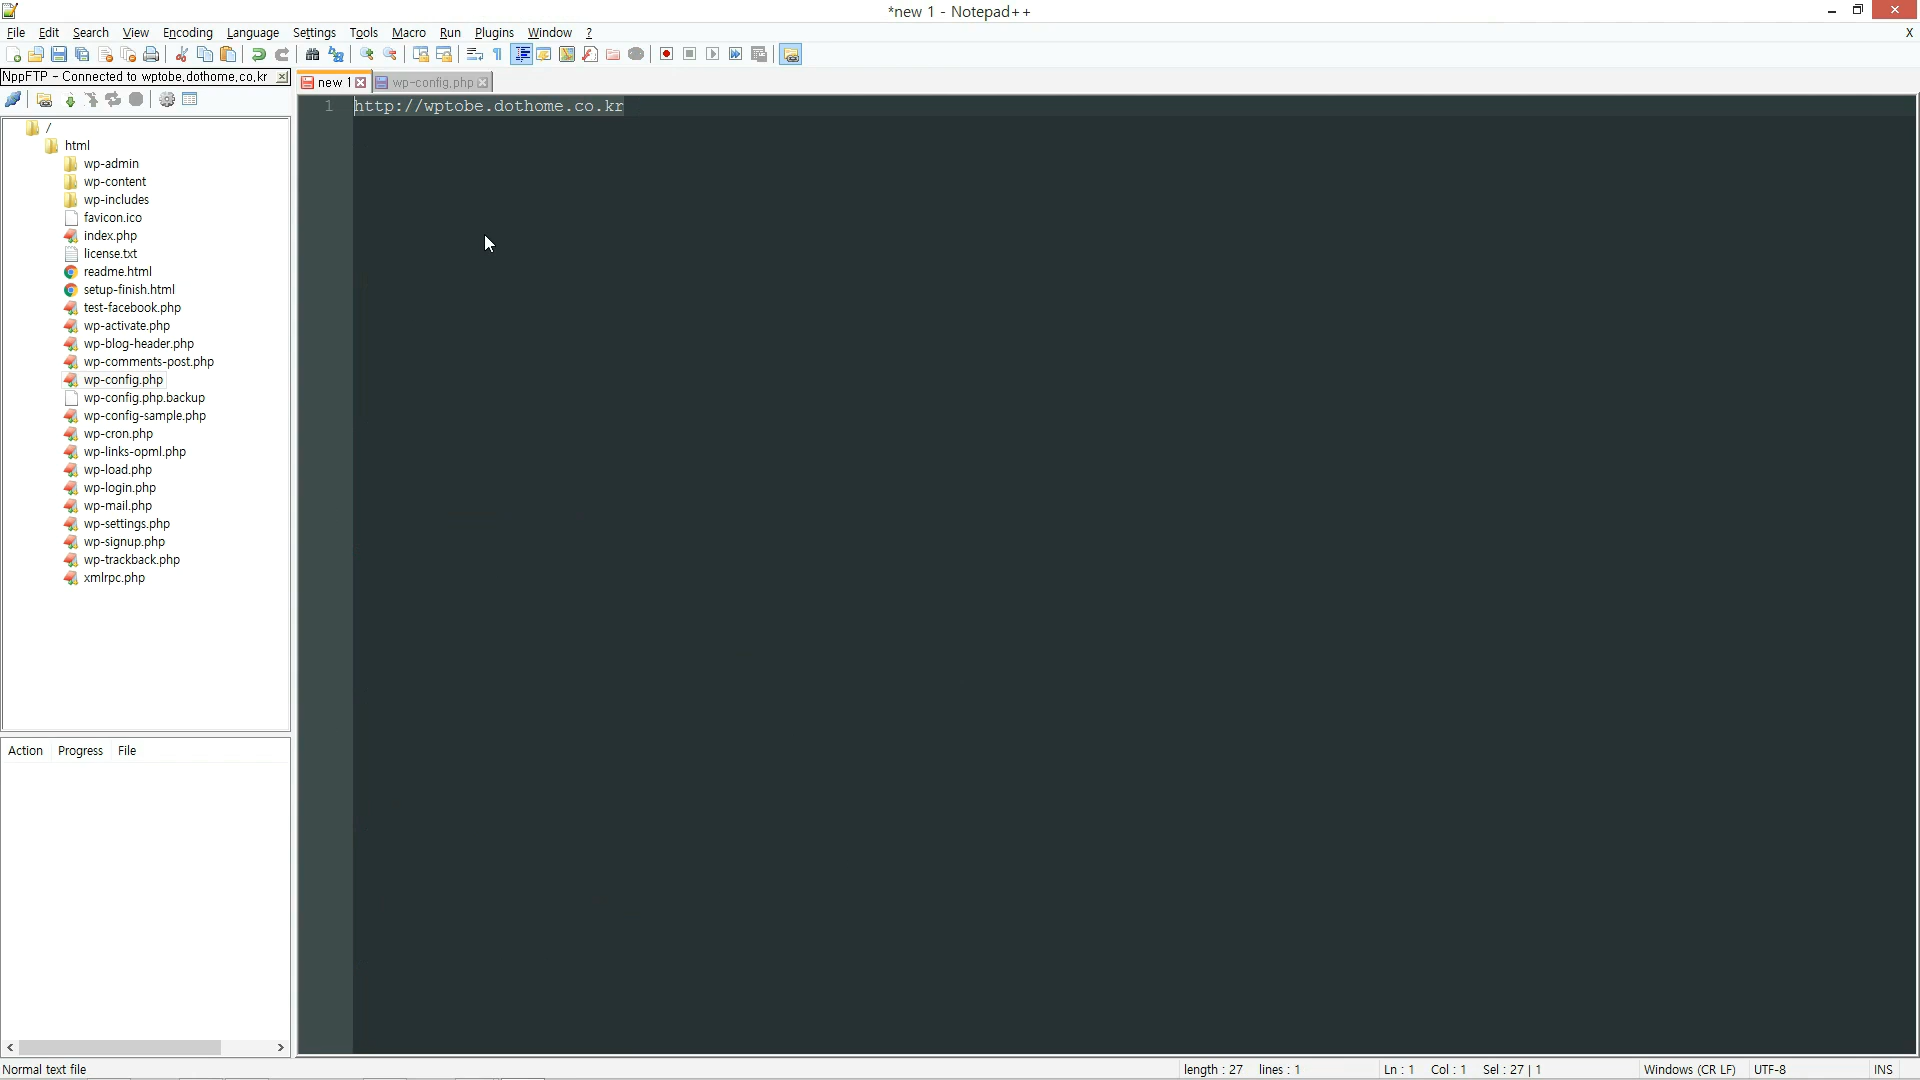 *new 1 - Notepad++
File Edit Search View Encoding Language Settings Tools Macro Run Plugins Window ?
X
NppFTP - Connected to wptobe.dothome.co.kr
new 1
wp-config.php
1 http://wptobe.dothome.co.kr
/
html
wp-admin
wp-content
wp-includes
favicon.ico
index.php
license.txt
readme.html
setup-finish.html
test-facebook.php
wp-activate.php
wp-blog-header.php
wp-comments-post.php
wp-config.php
wp-config.php.backup
wp-config-sample.php
wp-cron.php
wp-links-opml.php
wp-load.php
wp-login.php
wp-mail.php
wp-settings.php
wp-signup.php
wp-trackback.php
xmlrpc.php
Action Progress File
Normal text file
length : 27 lines : 1
Ln : 1 Col : 1 Sel : 27 | 1
Windows (CR LF)
UTF-8
INS